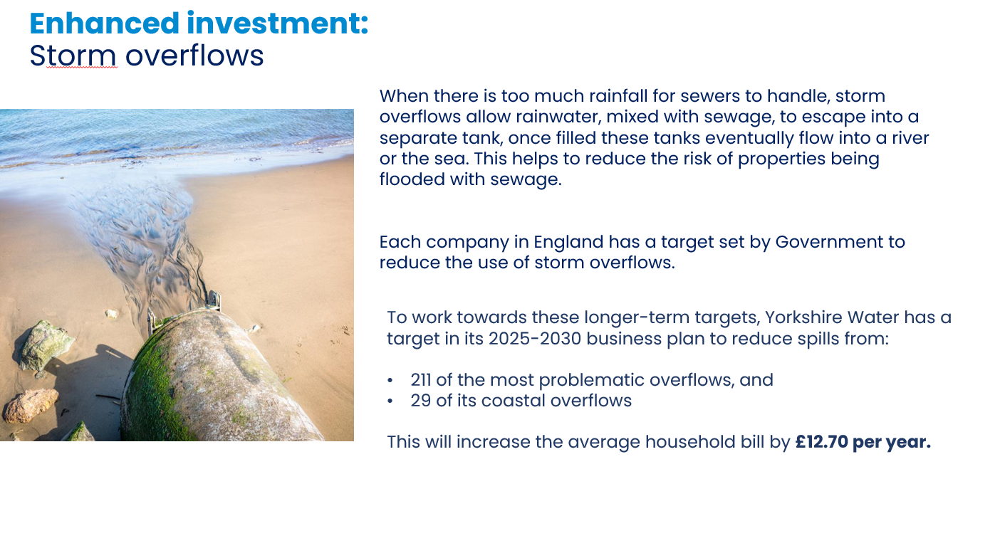 Enhanced investment:
Storm overflows
When there is too much rainfall for sewers to handle, storm
overflows allow rainwater, mixed with sewage, to escape into a
separate tank, once filled these tanks eventually flow into a river
or the sea. This helps to reduce the risk of properties being
flooded with sewage.
Each company in England has a target set by Government to
reduce the use of storm overflows.
To work towards these longer-term targets, Yorkshire Water has a
target in its 2025-2030 business plan to reduce spills from:
• 211 of the most problematic overflows, and
• 29 of its coastal overflows
This will increase the average household bill by £12.70 per year.